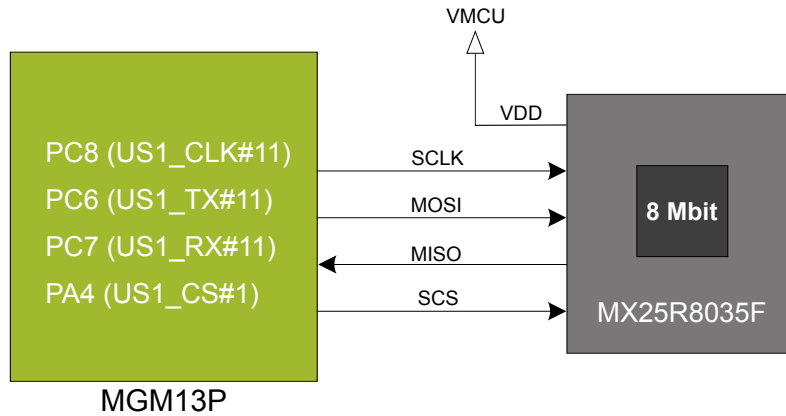 VMCU
VDD
PC8 (US1_CLK#11)
SCLK
PC6 (US1_TX#11)
MOSI
8 Mbit
PC7 (US1_RX#11)
MISO
PA4 (US1_CS#1)
SCS
MX25R8035F
MGM13P